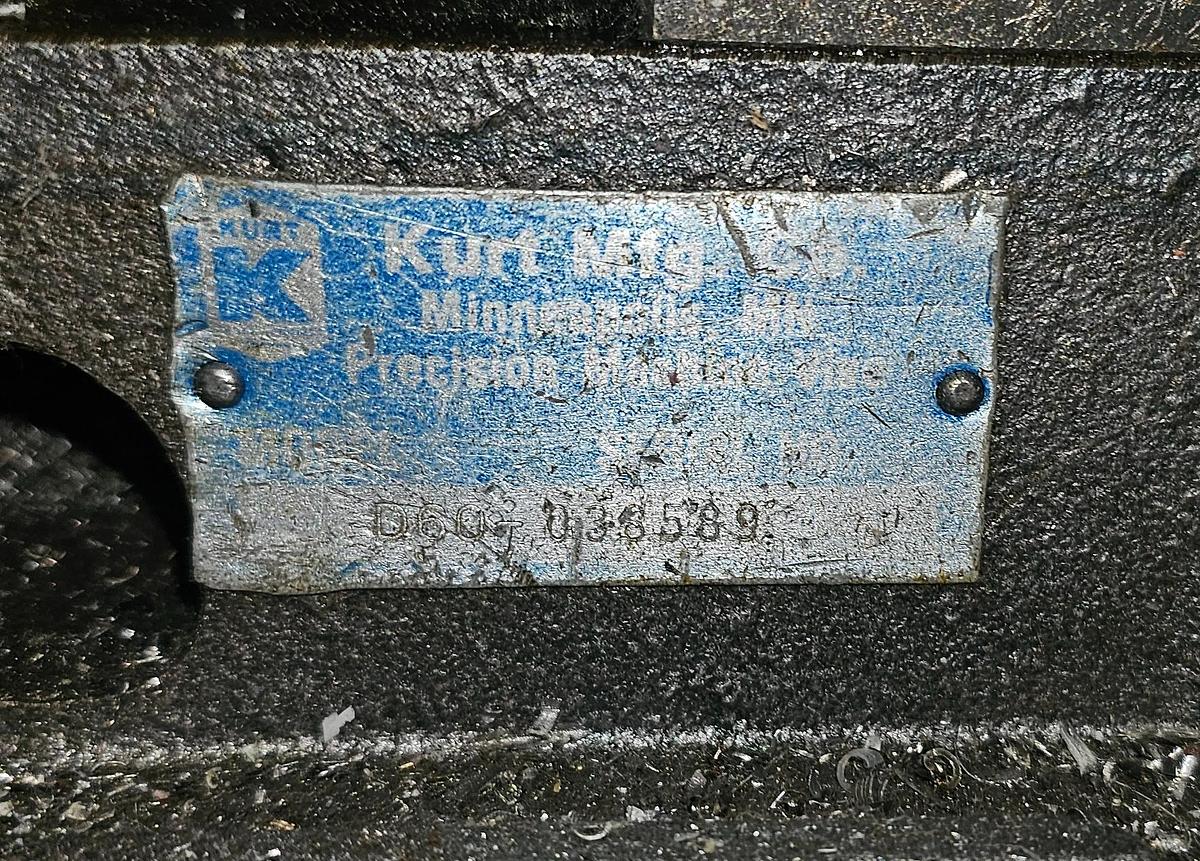 KURT
K
Kurt Mfg. Co.
Minneapolis MN
Precision Machine Vise
MODEL SERIAL NO.
D60-